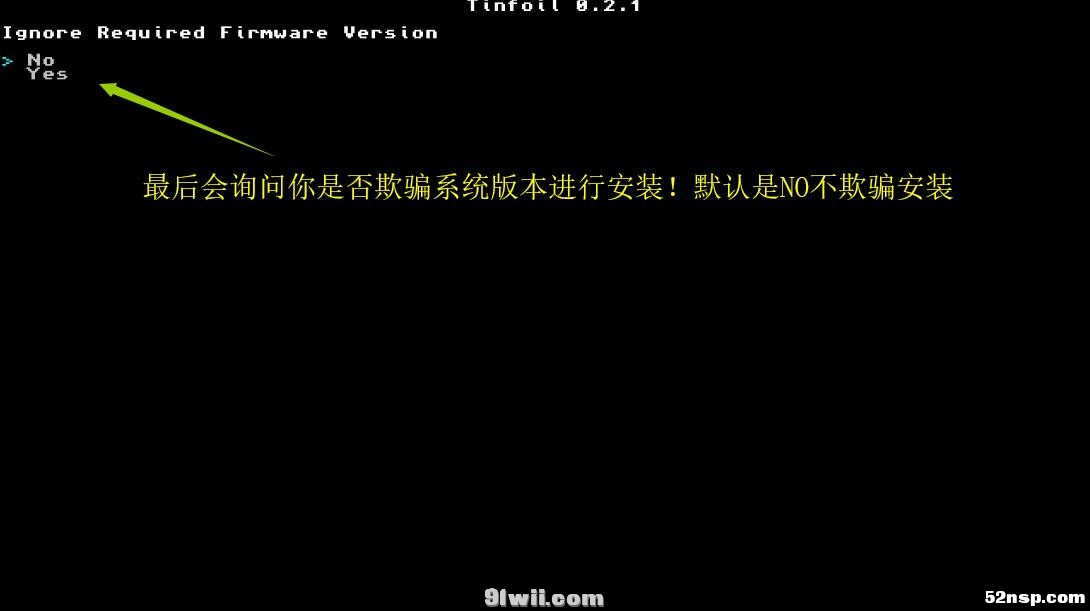 Tinfoil 0.2.1
Ignore Required Firmware Version
> No
Yes
最后会询问你是否欺骗系统版本进行安装！默认是NO不欺骗安装
91wii.com
52nsp.com